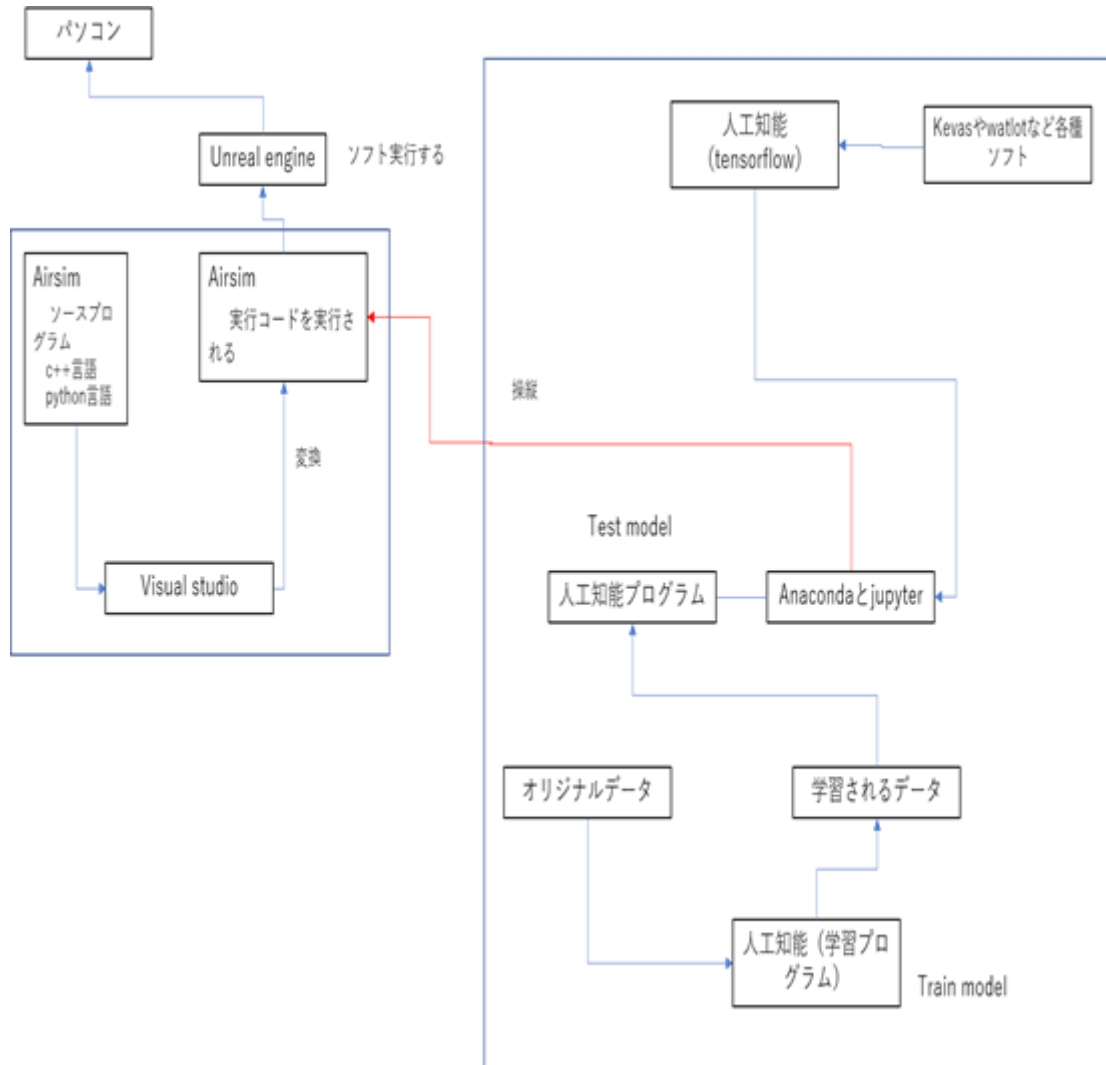 パソコン
Unreal engine
ソフト実行する
Airsim
ソースプロ
グラム
c++言語
python言語
Airsim
実行コードを実行さ
れる
変換
Visual studio
人工知能
(tensorflow)
Kevasやwatlotなど各種
ソフト
操縦
Test model
人工知能プログラム
Anacondaとjupyter
オリジナルデータ
学習されるデータ
人工知能（学習プロ
グラム）
Train model